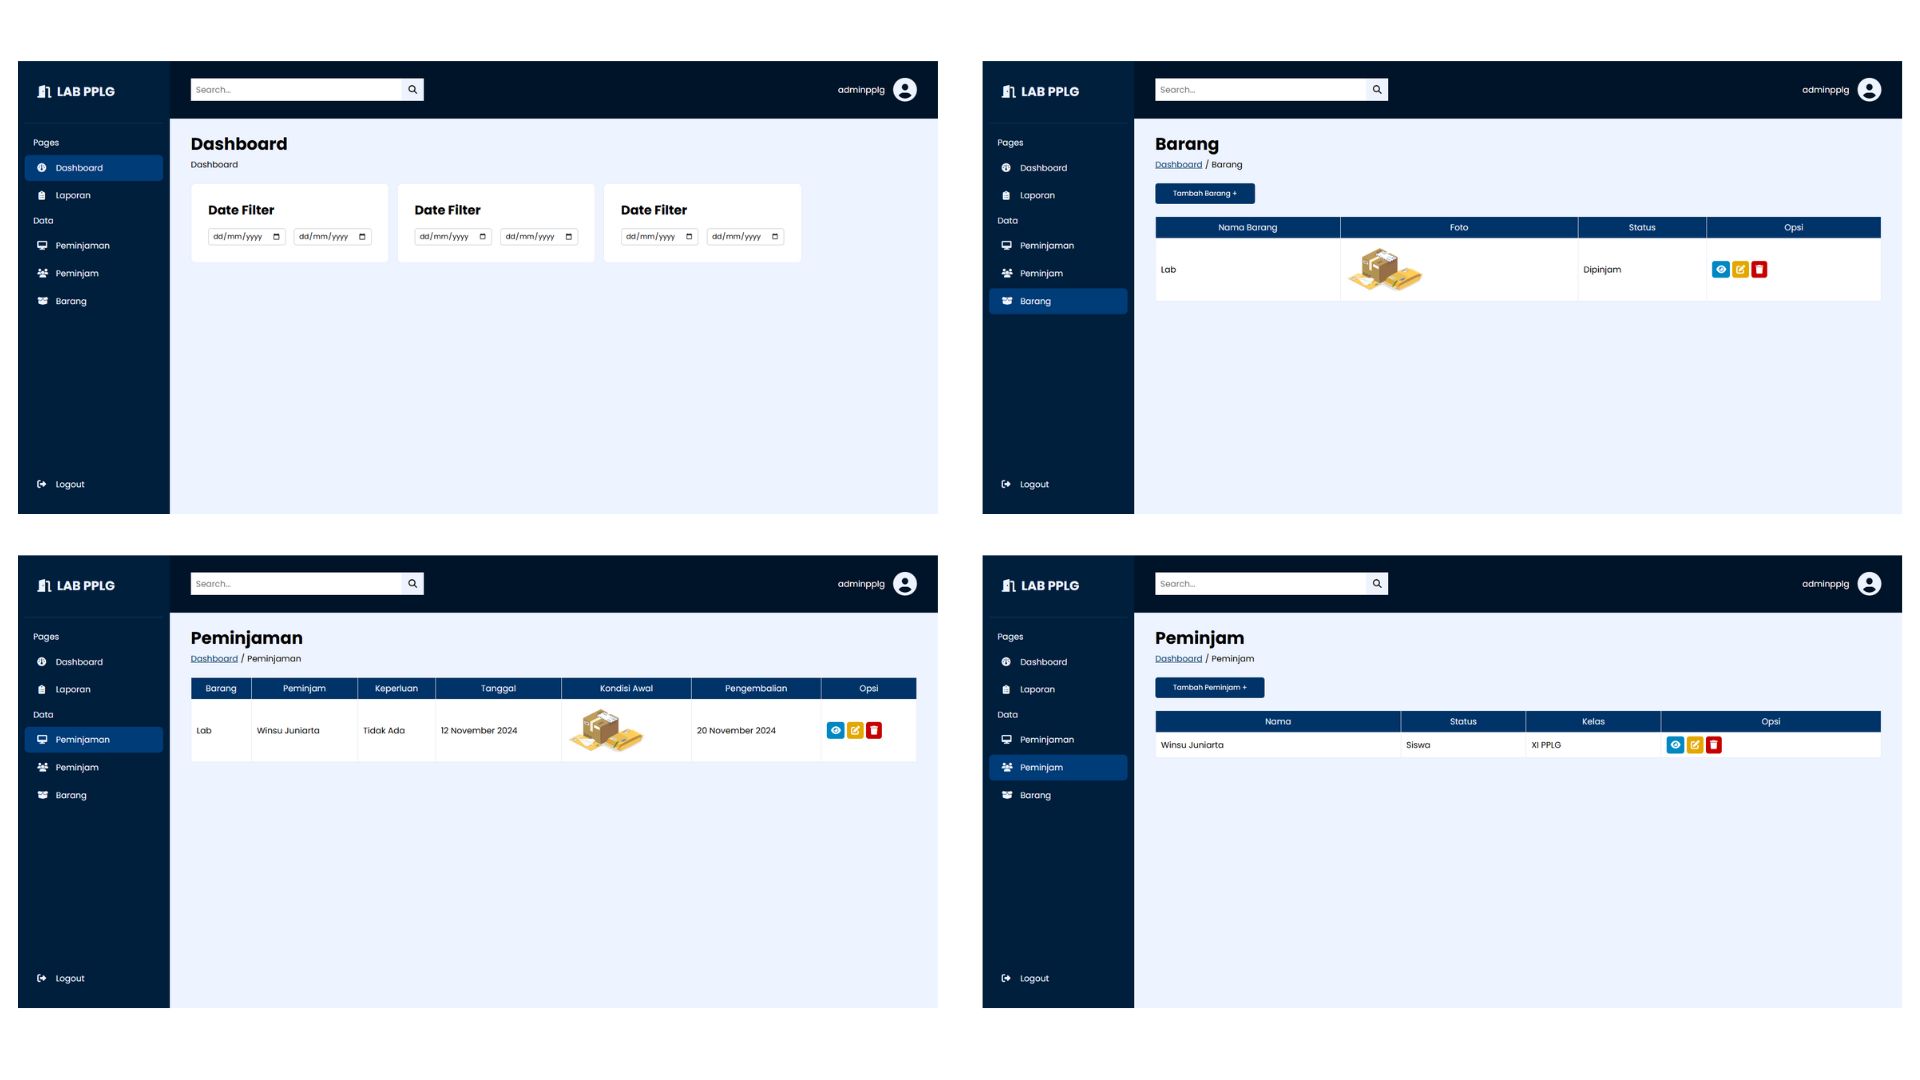 LAB PPLG
Search...
adminpplg
Pages
Dashboard
Laporan
Data
Peminjaman
Peminjam
Barang
Logout
Dashboard
Dashboard
Date Filter
dd/mm/yyyy dd/mm/yyyy
Date Filter
dd/mm/yyyy dd/mm/yyyy
Date Filter
dd/mm/yyyy dd/mm/yyyy
LAB PPLG
Search...
adminpplg
Pages
Dashboard
Laporan
Data
Peminjaman
Peminjam
Barang
Logout
Barang
Dashboard / Barang
Tambah Barang +
Nama Barang Foto Status Opsi
Lab Dipinjam
LAB PPLG
Search...
adminpplg
Pages
Dashboard
Laporan
Data
Peminjaman
Peminjam
Barang
Logout
Peminjaman
Dashboard / Peminjaman
Barang Peminjam Keperluan Tanggal Kondisi Awal Pengembalian Opsi
Lab Winsu Juniarta Tidak Ada 12 November 2024 20 November 2024
LAB PPLG
Search...
adminpplg
Pages
Dashboard
Laporan
Data
Peminjaman
Peminjam
Barang
Logout
Peminjam
Dashboard / Peminjam
Tambah Peminjam +
Nama Status Kelas Opsi
Winsu Juniarta Siswa XI PPLG